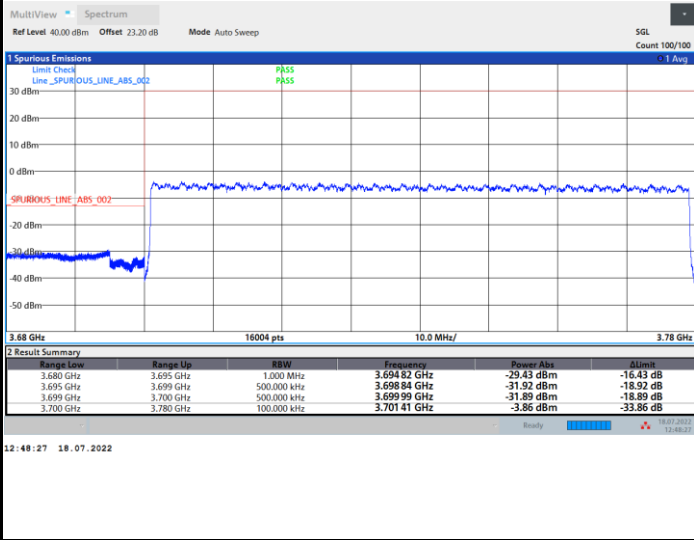 MultiView Spectrum
Ref Level 40.00 dBm Offset 23.20 dB Mode Auto Sweep SGL
Count 100/100
1 Spurious Emissions 1 Avg
Limit Check PASS
Line _SPURIOUS_LINE_ABS_002 PASS
30 dBm
20 dBm
10 dBm
0 dBm
_SPURIOUS_LINE_ABS_002
-20 dBm
-30 dBm
-40 dBm
-50 dBm
3.68 GHz 16004 pts 10.0 MHz/ 3.78 GHz
2 Result Summary
Range Low Range Up RBW Frequency Power Abs ΔLimit
3.680 GHz 3.695 GHz 1.000 MHz 3.694 82 GHz -29.43 dBm -16.43 dB
3.695 GHz 3.699 GHz 500.000 kHz 3.698 84 GHz -31.92 dBm -18.92 dB
3.699 GHz 3.700 GHz 500.000 kHz 3.699 99 GHz -31.89 dBm -18.89 dB
3.700 GHz 3.780 GHz 100.000 kHz 3.701 41 GHz -3.86 dBm -33.86 dB
Ready 18.07.2022
12:48:27
12:48:27 18.07.2022